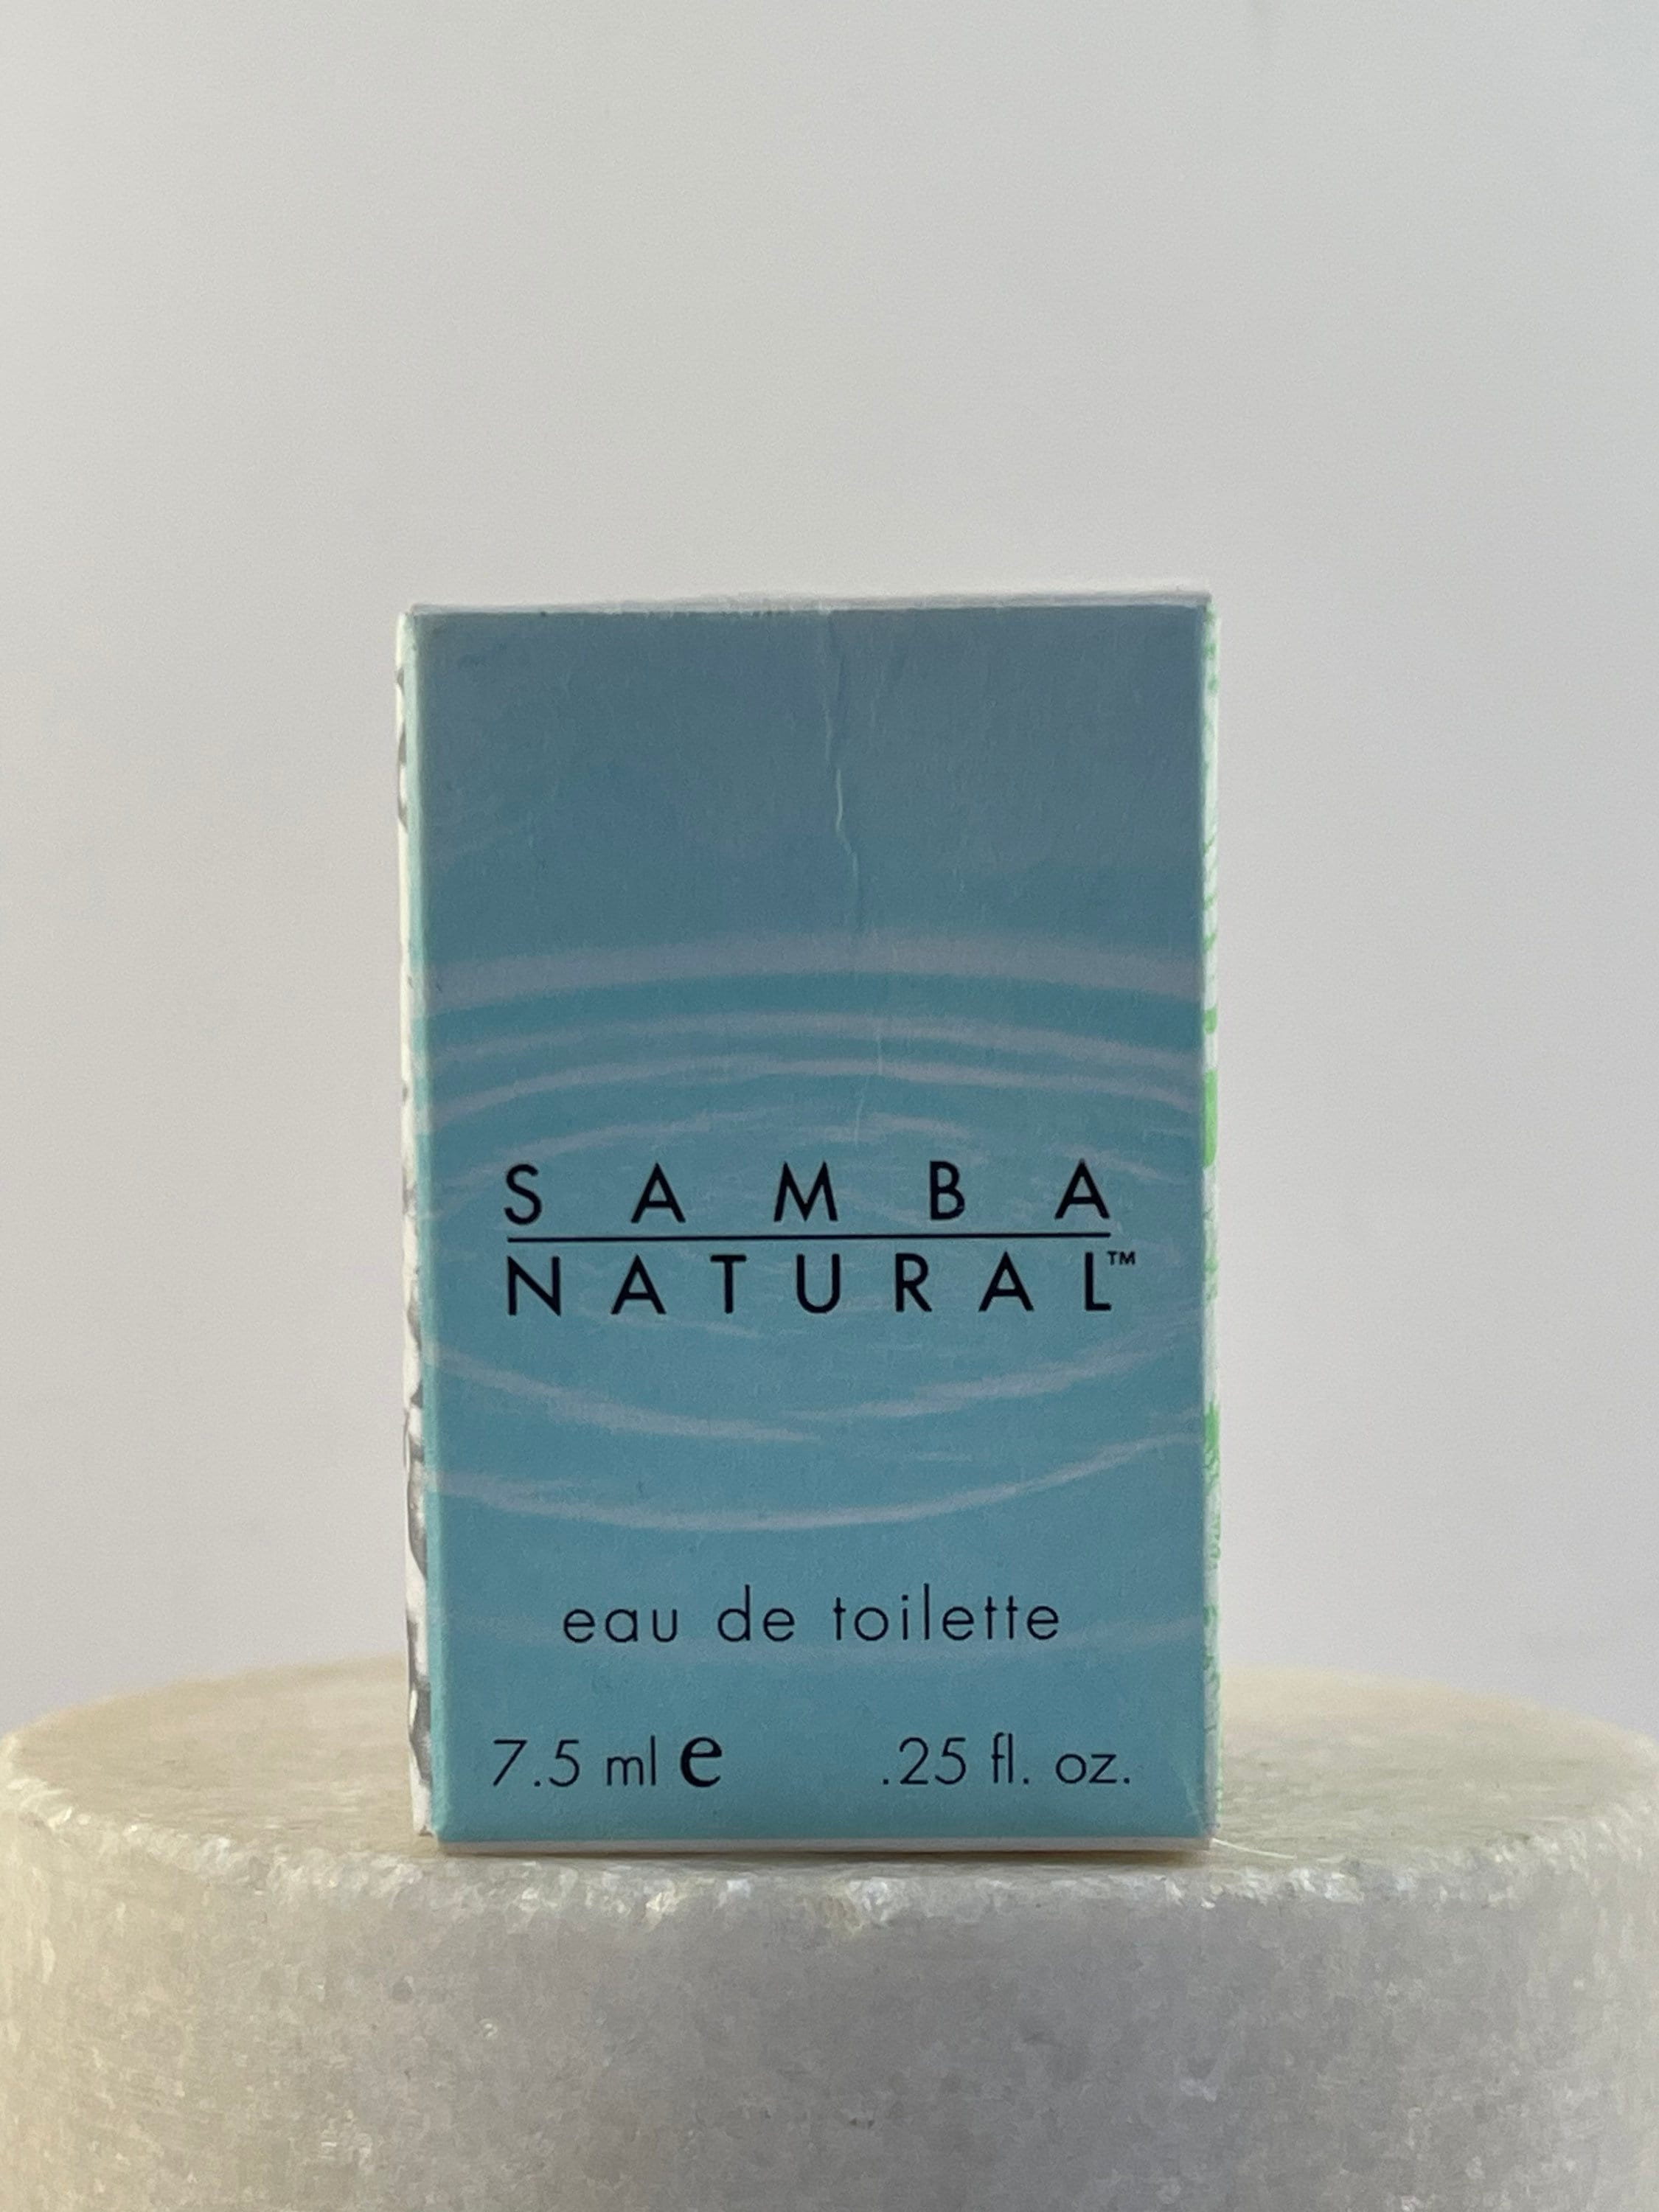 SAMBA
NATURAL™
eau de toilette
7.5 ml e .25 fl. oz.